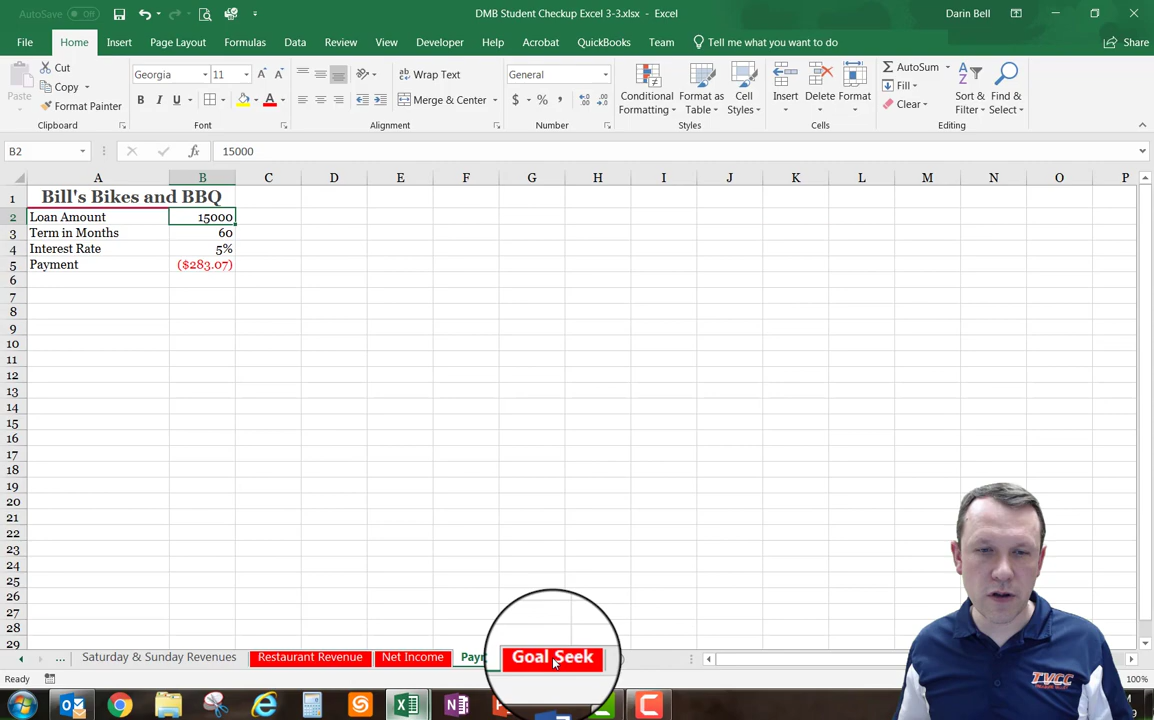 AutoSave Off
DMB Student Checkup Excel 3-3.xlsx - Excel
Darin Bell
File Home Insert Page Layout Formulas Data Review View Developer Help Acrobat QuickBooks Team Tell me what you want to do Share
Paste
Cut
Copy
Format Painter
Clipboard
Georgia 11
B I U
Font
Wrap Text
Merge & Center
Alignment
General
$ % ,
Number
Conditional Formatting
Format as Table
Cell Styles
Styles
Insert Delete Format
Cells
AutoSum
Fill
Clear
Sort & Filter
Find & Select
Editing
B2 fx 15000
A B C D E F G H I J K L M N O P
1 Bill's Bikes and BBQ
2 Loan Amount 15000
3 Term in Months 60
4 Interest Rate 5%
5 Payment ($283.07)
6
7
8
9
10
11
12
13
14
15
16
17
18
19
20
21
22
23
24
25
26
27
28
29
... Saturday & Sunday Revenues Restaurant Revenue Net Income Goal Seek
Ready
100%
TVCC